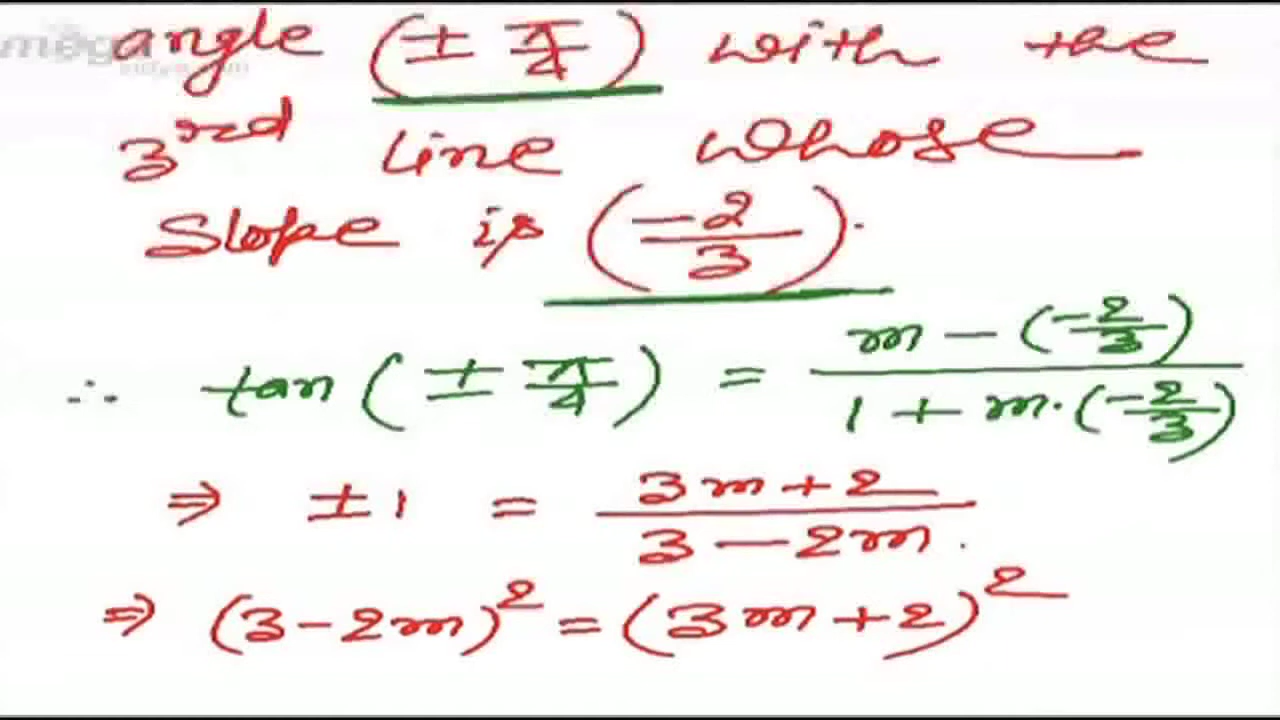 angle (± π/4) with the
3rd line whose
slope is (-2/3).
∴ tan (± π/4) = m - (-2/3) / 1 + m.(-2/3)
⇒ ±1 = 3m+2 / 3-2m.
⇒ (3-2m)² = (3m+2)²